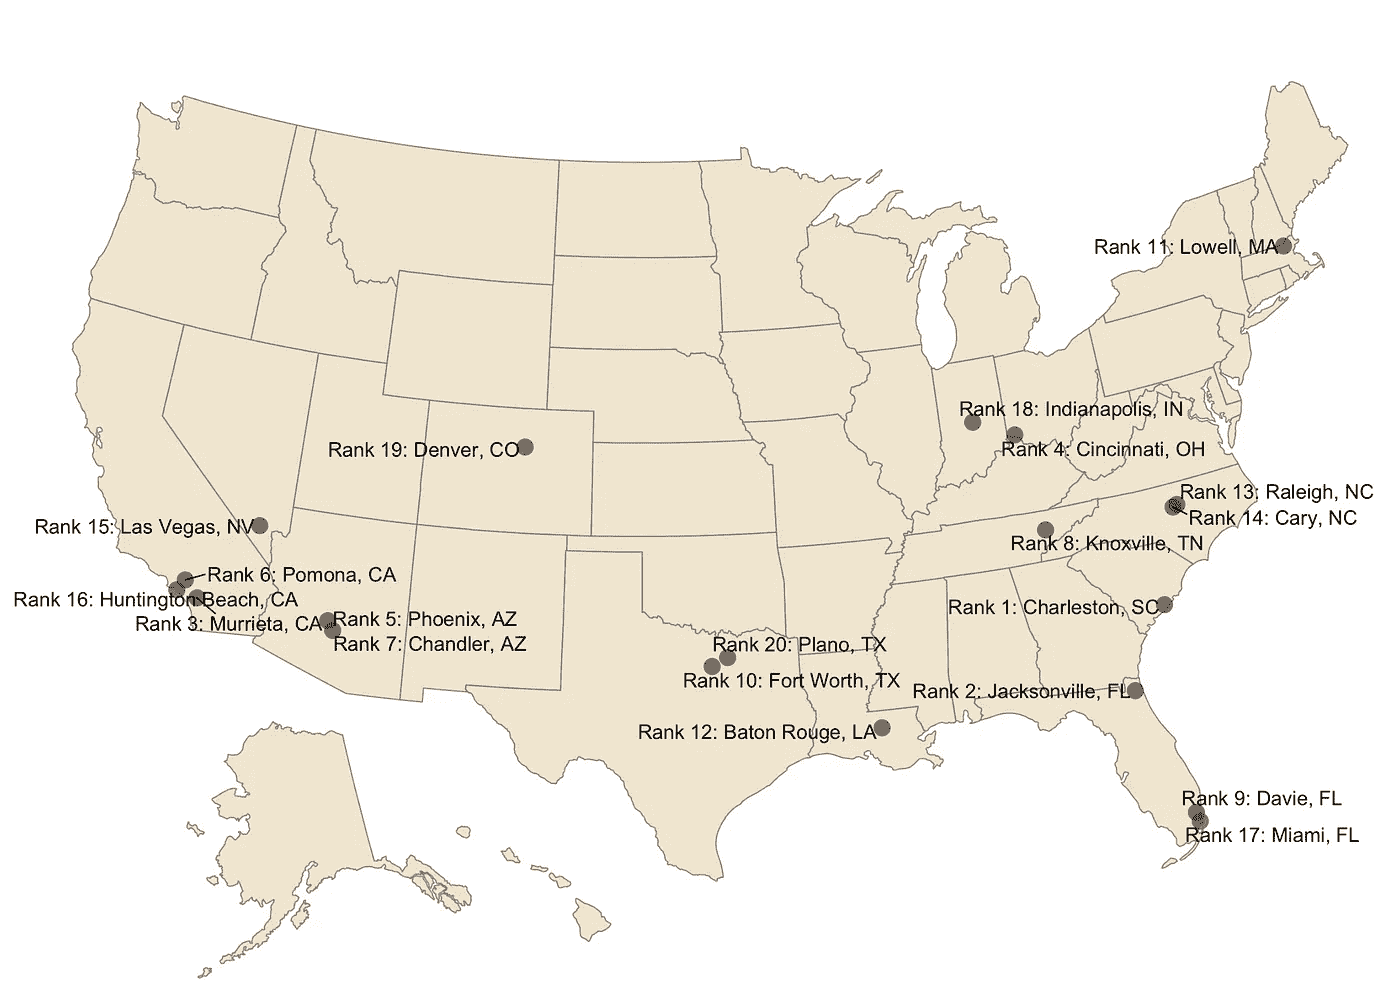 Rank 11: Lowell, MA
Rank 18: Indianapolis, IN
Rank 19: Denver, CO
Rank 4: Cincinnati, OH
Rank 13: Raleigh, NC
Rank 14: Cary, NC
Rank 15: Las Vegas, NV
Rank 8: Knoxville, TN
Rank 6: Pomona, CA
Rank 16: Huntington Beach, CA
Rank 1: Charleston, SC
Rank 3: Murrieta, CA
Rank 5: Phoenix, AZ
Rank 7: Chandler, AZ
Rank 20: Plano, TX
Rank 10: Fort Worth, TX
Rank 2: Jacksonville, FL
Rank 12: Baton Rouge, LA
Rank 9: Davie, FL
Rank 17: Miami, FL